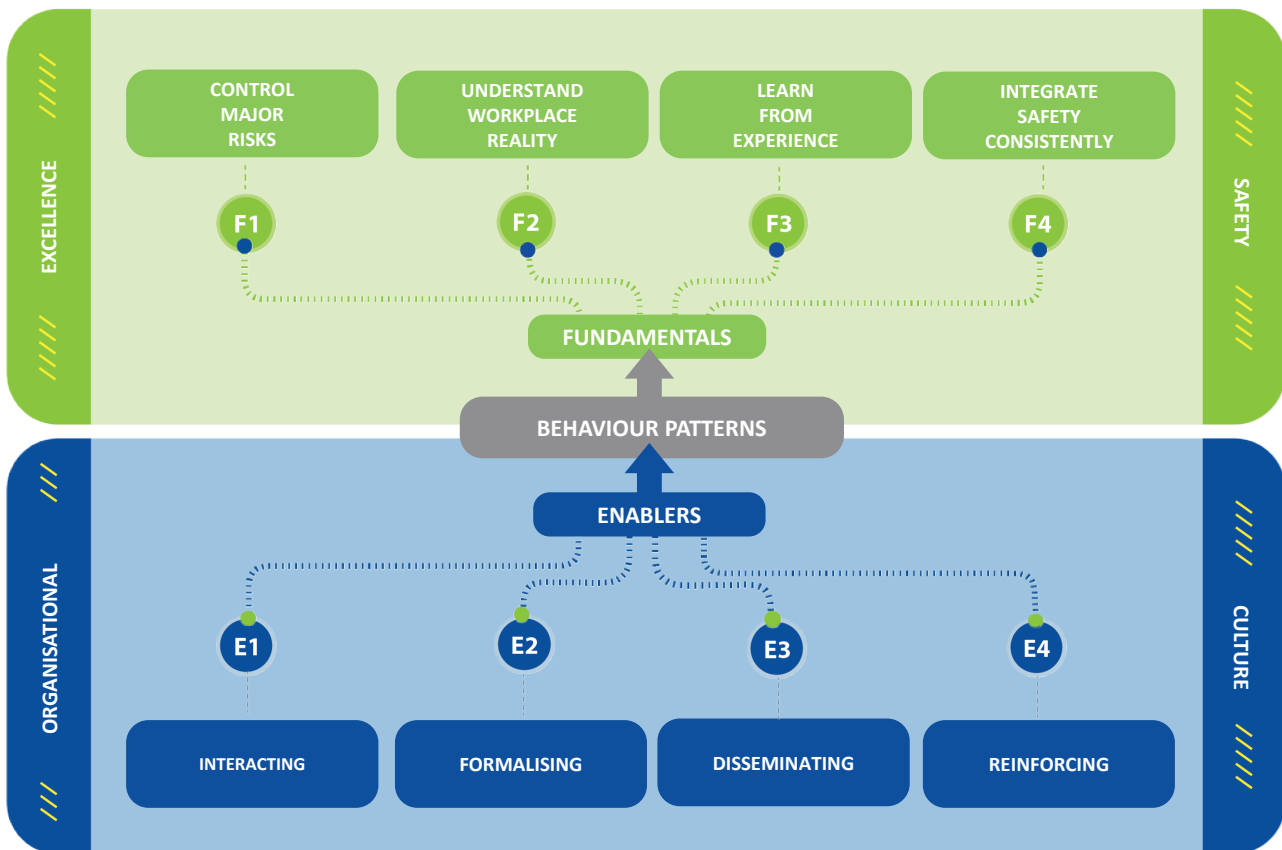 EXCELLENCE
SAFETY
CONTROL
MAJOR
RISKS
UNDERSTAND
WORKPLACE
REALITY
LEARN
FROM
EXPERIENCE
INTEGRATE
SAFETY
CONSISTENTLY
F1
F2
F3
F4
FUNDAMENTALS
BEHAVIOUR PATTERNS
ORGANISATIONAL
CULTURE
ENABLERS
E1
E2
E3
E4
INTERACTING
FORMALISING
DISSEMINATING
REINFORCING